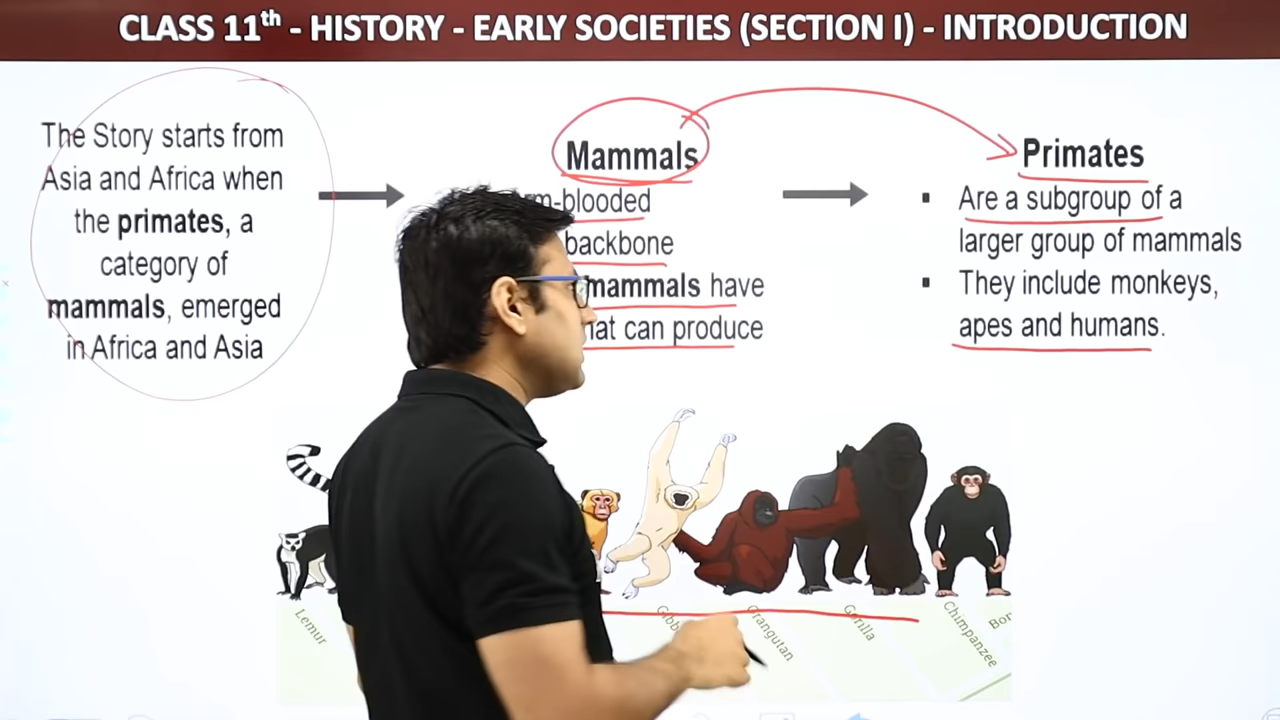 CLASS 11th - HISTORY - EARLY SOCIETIES (SECTION I) - INTRODUCTION
The Story starts from
Asia and Africa when
the primates, a
category of
mammals, emerged
in Africa and Asia
Mammals
-blooded
backbone
mammals have
can produce
Primates
▪ Are a subgroup of a
larger group of mammals
▪ They include monkeys,
apes and humans.
Lemur
Gorilla
Chimpanzee